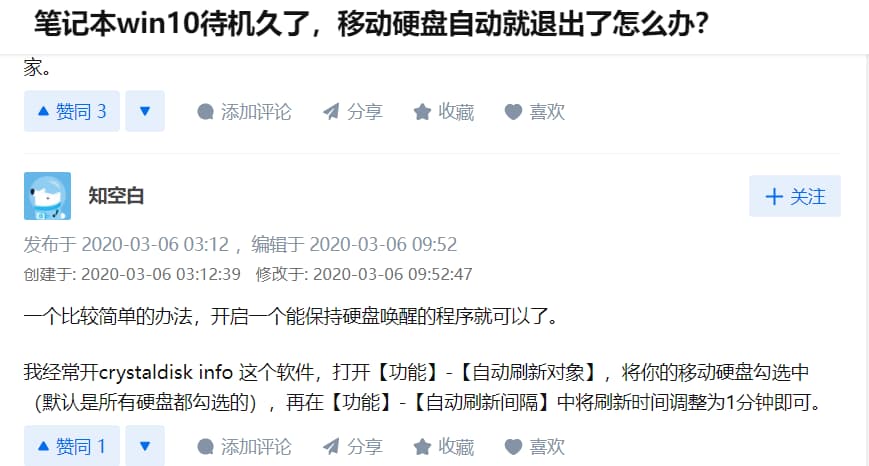 笔记本win10待机久了，移动硬盘自动就退出了怎么办？
家。
赞同 3 添加评论 分享 收藏 喜欢
知空白
关注
发布于 2020-03-06 03:12 ，编辑于 2020-03-06 09:52
创建于: 2020-03-06 03:12:39 修改于: 2020-03-06 09:52:47
一个比较简单的办法，开启一个能保持硬盘唤醒的程序就可以了。
我经常开crystaldisk info 这个软件，打开【功能】-【自动刷新对象】，将你的移动硬盘勾选中
（默认是所有硬盘都勾选的），再在【功能】-【自动刷新间隔】中将刷新时间调整为1分钟即可。
赞同 1 添加评论 分享 收藏 喜欢